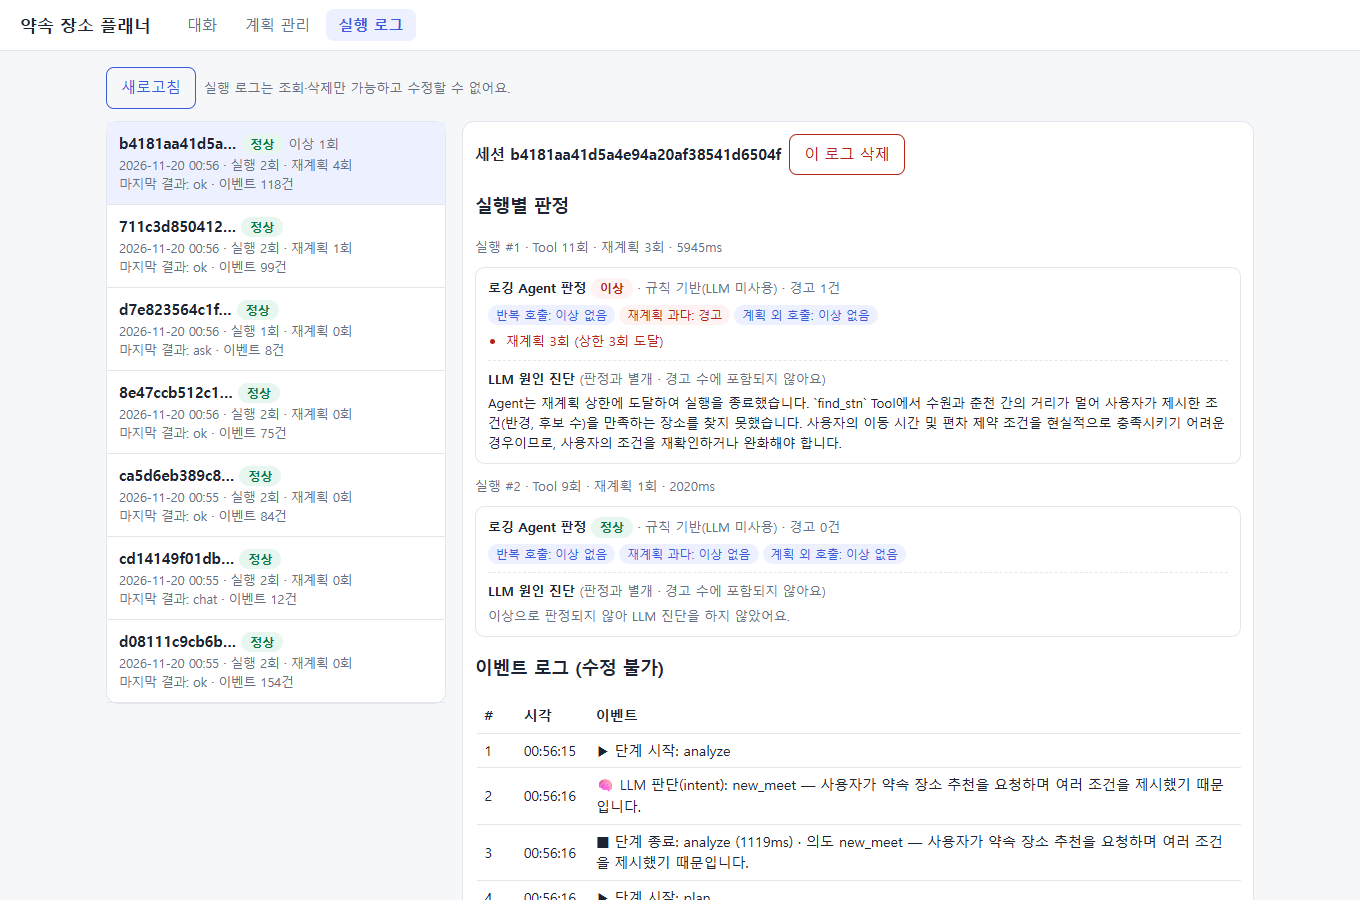 약속 장소 플래너
대화
계획 관리
실행 로그
새로고침
실행 로그는 조회·삭제만 가능하고 수정할 수 없어요.
b4181aa41d5a... 정상 이상 1회
2026-11-20 00:56 · 실행 2회 · 재계획 4회
마지막 결과: ok · 이벤트 118건
711c3d850412... 정상
2026-11-20 00:56 · 실행 2회 · 재계획 1회
마지막 결과: ok · 이벤트 99건
d7e823564c1f... 정상
2026-11-20 00:56 · 실행 1회 · 재계획 0회
마지막 결과: ask · 이벤트 8건
8e47ccb512c1... 정상
2026-11-20 00:56 · 실행 2회 · 재계획 0회
마지막 결과: ok · 이벤트 75건
ca5d6eb389c8... 정상
2026-11-20 00:55 · 실행 2회 · 재계획 0회
마지막 결과: ok · 이벤트 84건
cd14149f01db... 정상
2026-11-20 00:55 · 실행 2회 · 재계획 0회
마지막 결과: chat · 이벤트 12건
d08111c9cb6b... 정상
2026-11-20 00:55 · 실행 2회 · 재계획 0회
마지막 결과: ok · 이벤트 154건
세션 b4181aa41d5a4e94a20af38541d6504f 이 로그 삭제
실행별 판정
실행 #1 · Tool 11회 · 재계획 3회 · 5945ms
로깅 Agent 판정 이상 · 규칙 기반(LLM 미사용) · 경고 1건
반복 호출: 이상 없음 재계획 과다: 경고 계획 외 호출: 이상 없음
• 재계획 3회 (상한 3회 도달)
LLM 원인 진단 (판정과 별개 · 경고 수에 포함되지 않아요)
Agent는 재계획 상한에 도달하여 실행을 종료했습니다. `find_stn` Tool에서 수원과 춘천 간의 거리가 멀어 사용자가 제시한 조
건(반경, 후보 수)을 만족하는 장소를 찾지 못했습니다. 사용자의 이동 시간 및 편차 제약 조건을 현실적으로 충족시키기 어려운
경우이므로, 사용자의 조건을 재확인하거나 완화해야 합니다.
실행 #2 · Tool 9회 · 재계획 1회 · 2020ms
로깅 Agent 판정 정상 · 규칙 기반(LLM 미사용) · 경고 0건
반복 호출: 이상 없음 재계획 과다: 이상 없음 계획 외 호출: 이상 없음
LLM 원인 진단 (판정과 별개 · 경고 수에 포함되지 않아요)
이상으로 판정되지 않아 LLM 진단을 하지 않았어요.
이벤트 로그 (수정 불가)
# 시각 이벤트
1 00:56:15 ▶ 단계 시작: analyze
2 00:56:16 🧠 LLM 판단(intent): new_meet — 사용자가 약속 장소 추천을 요청하며 여러 조건을 제시했기 때문
입니다.
3 00:56:16 ■ 단계 종료: analyze (1119ms) · 의도 new_meet — 사용자가 약속 장소 추천을 요청하며 여러 조건
을 제시했기 때문입니다.
4 00:56:16 ▶ 단계 시작: plan